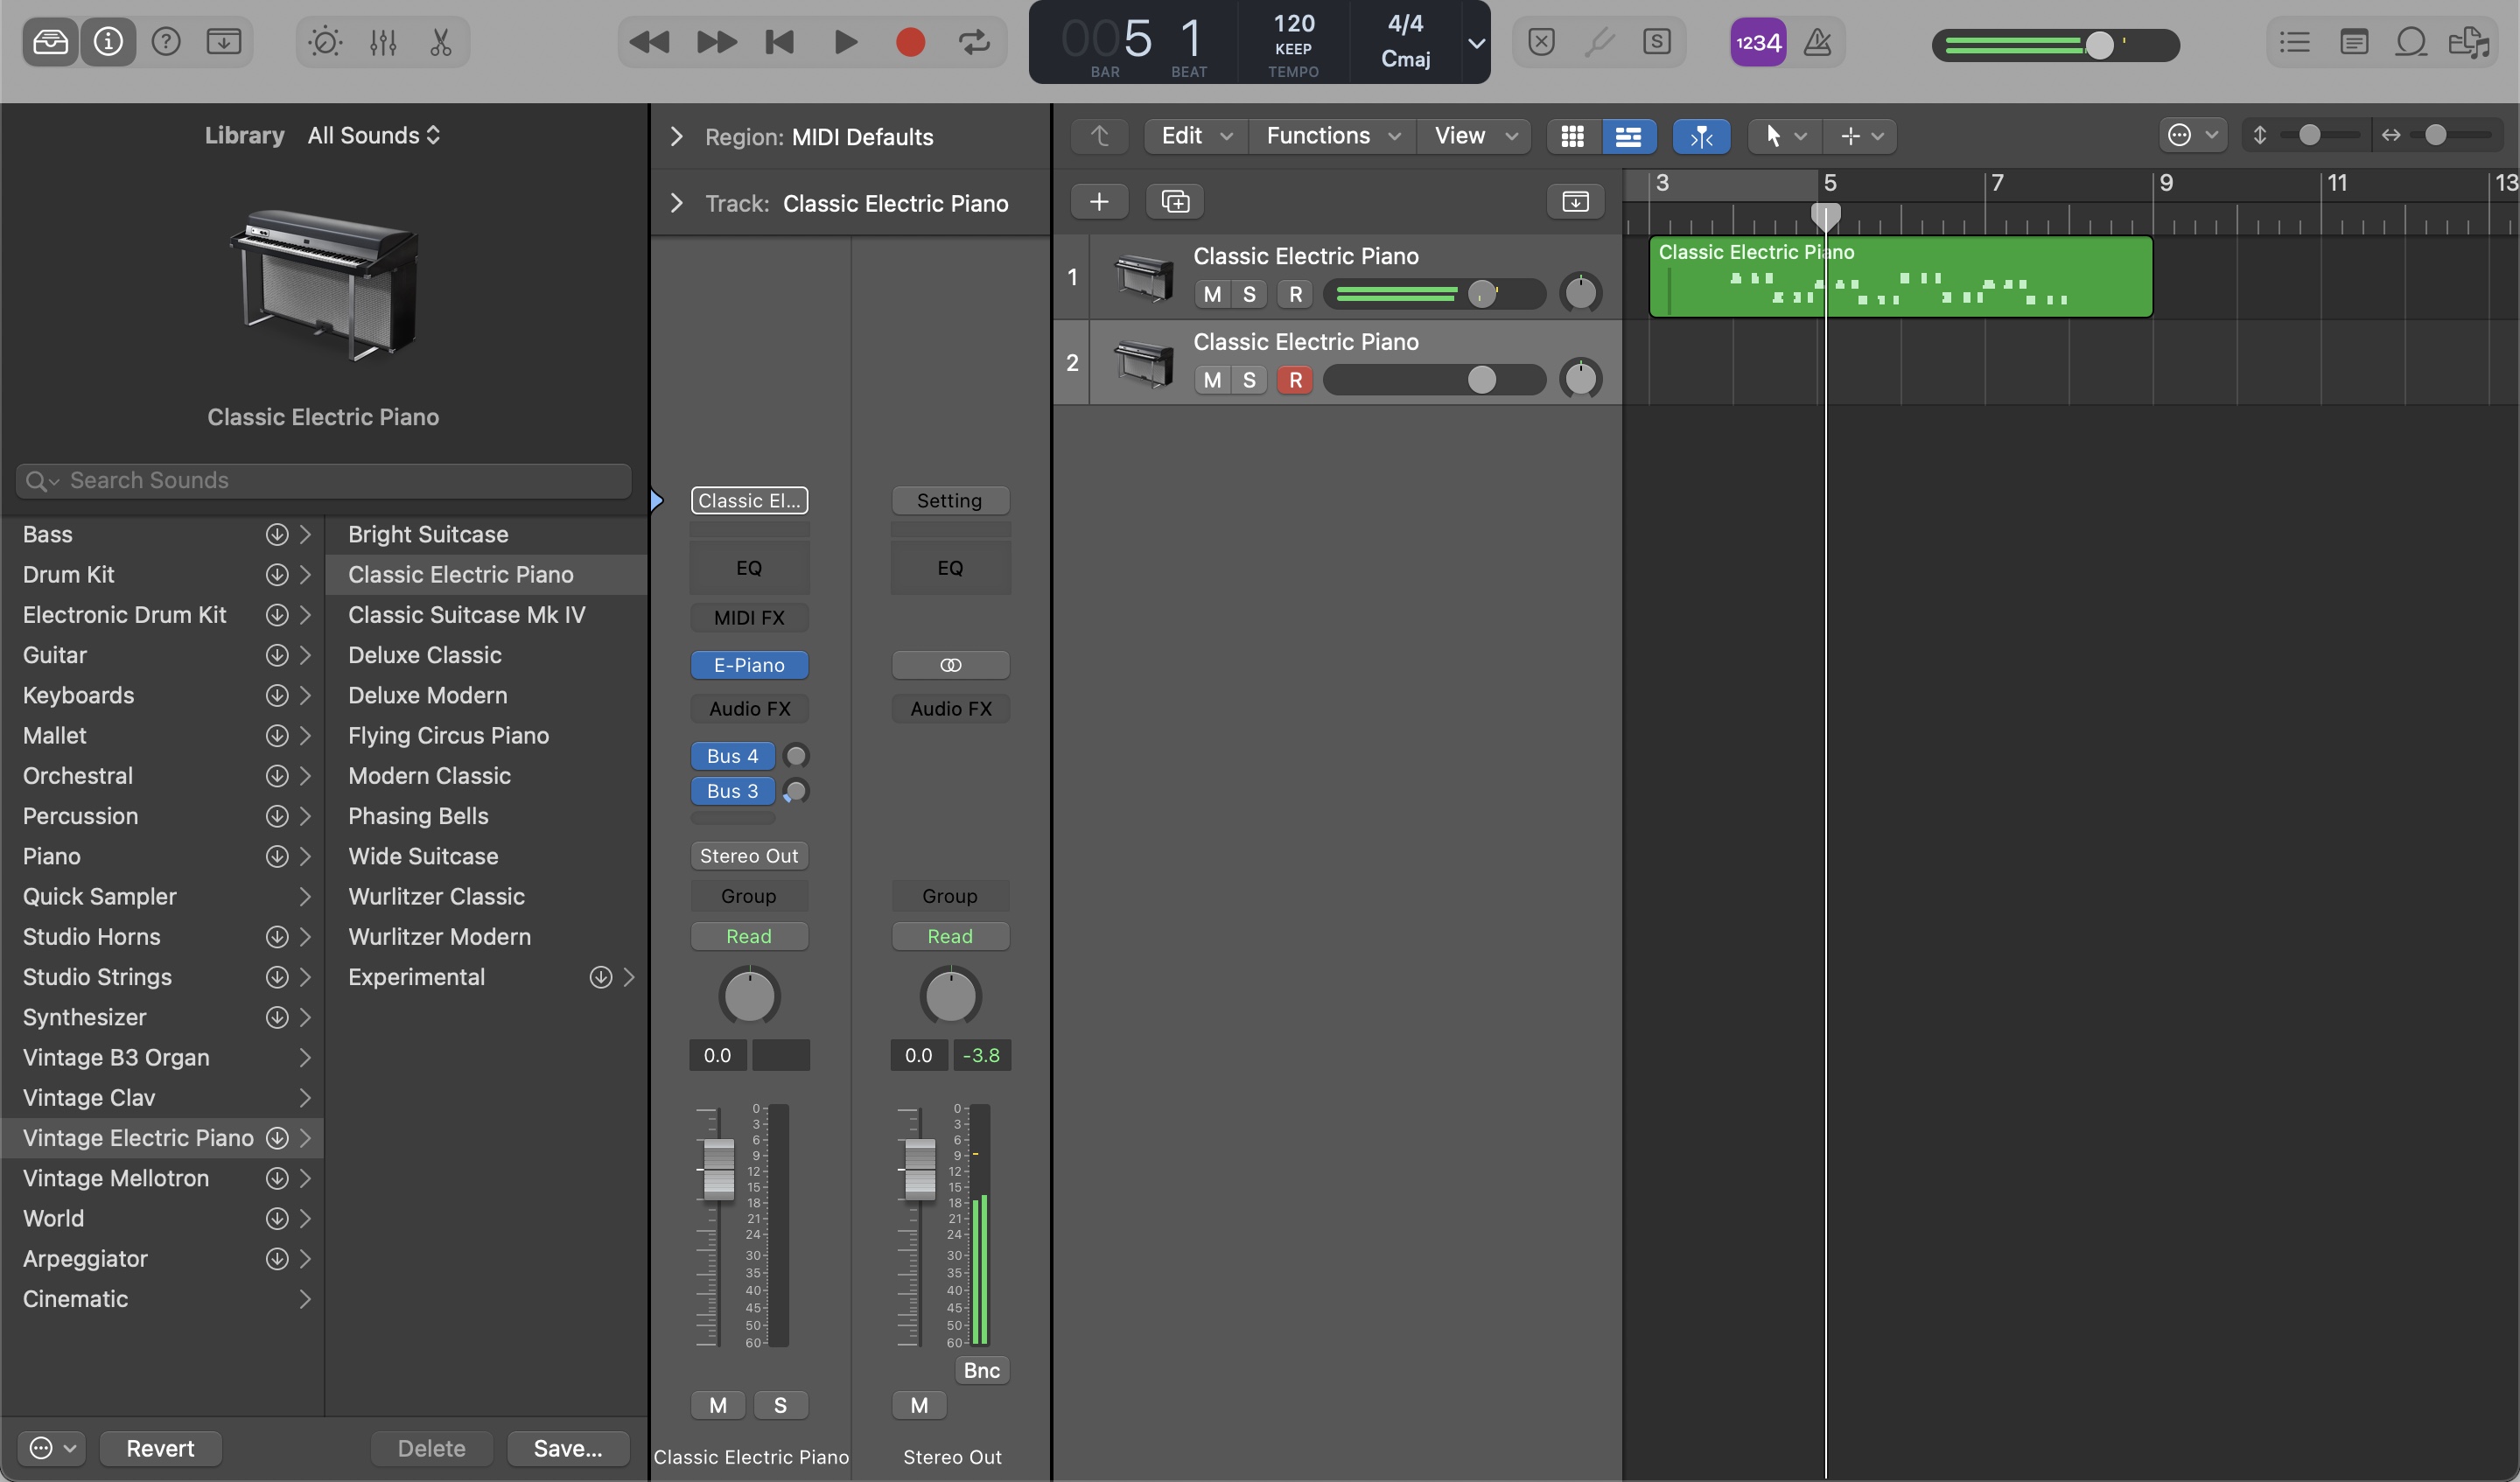 005 1
BAR BEAT
120
KEEP
TEMPO
4/4
Cmaj
S
1234
Library All Sounds
Classic Electric Piano
Search Sounds
Bass
Drum Kit
Electronic Drum Kit
Guitar
Keyboards
Mallet
Orchestral
Percussion
Piano
Quick Sampler
Studio Horns
Studio Strings
Synthesizer
Vintage B3 Organ
Vintage Clav
Vintage Electric Piano
Vintage Mellotron
World
Arpeggiator
Cinematic
Bright Suitcase
Classic Electric Piano
Classic Suitcase Mk IV
Deluxe Classic
Deluxe Modern
Flying Circus Piano
Modern Classic
Phasing Bells
Wide Suitcase
Wurlitzer Classic
Wurlitzer Modern
Experimental
Revert
Delete
Save...
Region: MIDI Defaults
Track: Classic Electric Piano
Classic El...
EQ
MIDI FX
E-Piano
Audio FX
Bus 4
Bus 3
Stereo Out
Group
Read
0.0
0
3
6
9
12
15
18
21
24
30
35
40
45
50
60
M S
Classic Electric Piano
Setting
EQ
Audio FX
Group
Read
0.0 -3.8
0
3
6
9
12
15
18
21
24
30
35
40
45
50
60
Bnc
M
Stereo Out
Edit Functions View
3 5 7 9 11 13
1
Classic Electric Piano
M S R
2
Classic Electric Piano
M S R
Classic Electric Piano